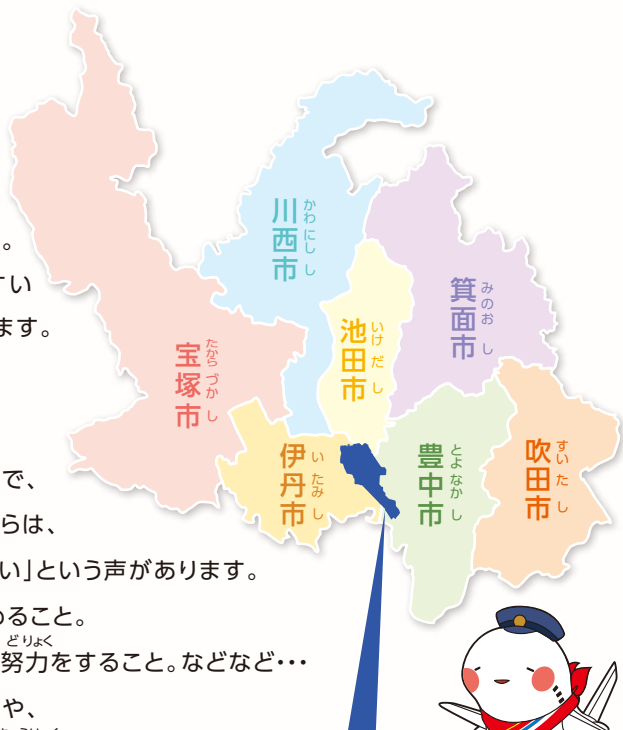 川西市
かわにし し
箕面市
みのお し
池田市
いけ だ し
宝塚市
たからづか し
伊丹市
い たみ し
豊中市
とよ なか し
吹田市
すい た し
。
すい
ます。
で、
らは、
い」という声があります。
ること。
どりょく
努力をすること。などなど・・・
や、